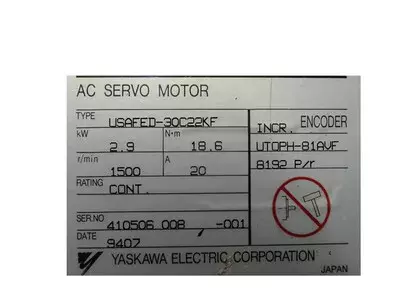 AC SERVO MOTOR
TYPE USAFED-30C22KF
kW 2.9 N·m 18.6
r/min 1500 A 20
RATING CONT.
SER.NO 410506 008 -001
DATE 9407
INCR. ENCODER
UTOPH-81AVF
8192 P/r
YASKAWA ELECTRIC CORPORATION
JAPAN